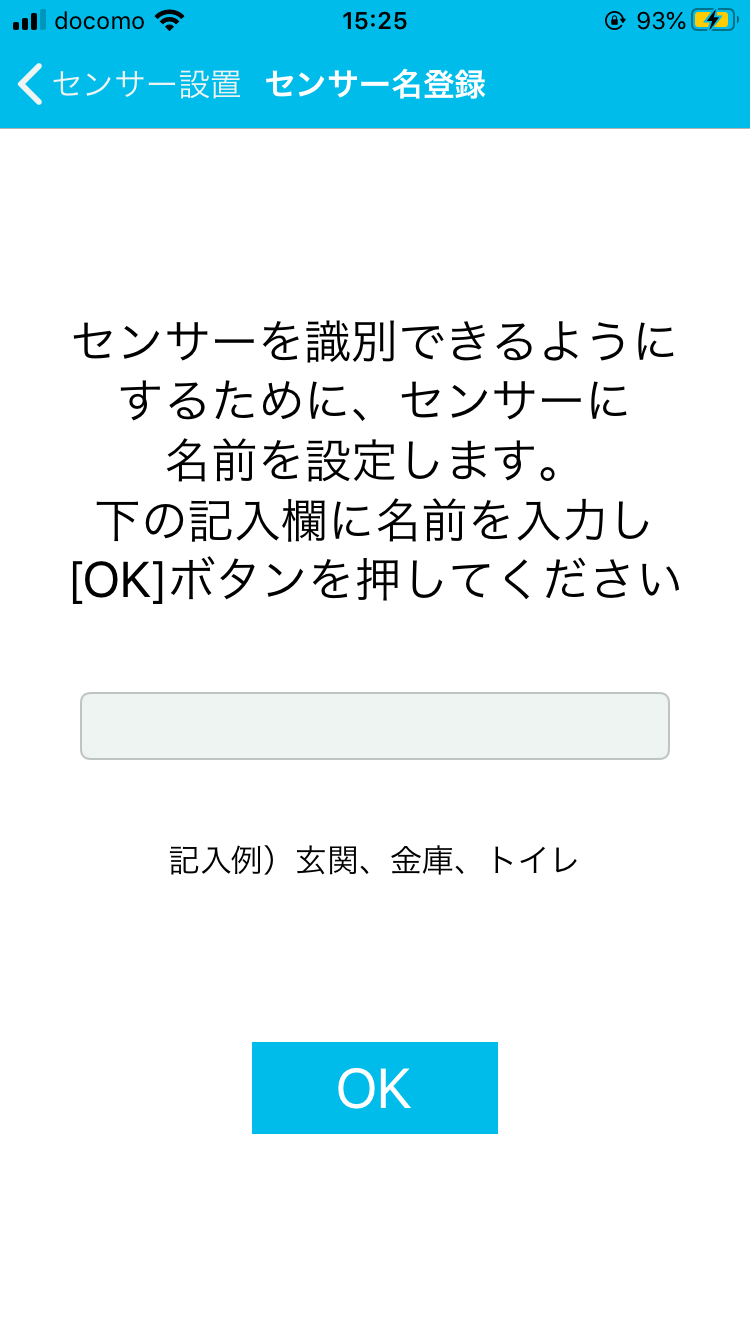 docomo 15:25 93%
センサー設置 センサー名登録
センサーを識別できるように
するために、センサーに
名前を設定します。
下の記入欄に名前を入力し
[OK]ボタンを押してください
記入例）玄関、金庫、トイレ
OK